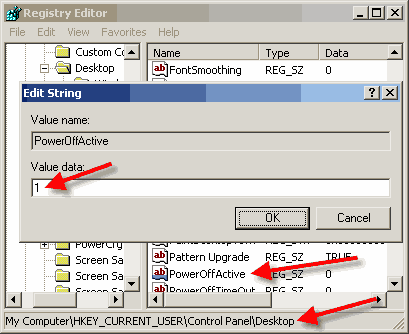 Registry Editor
File Edit View Favorites Help
Custom Co
Desktop
Name Type Data
FontSmoothing REG_SZ 0
Edit String
Value name:
PowerOffActive
Value data:
1
OK Cancel
PowerCfg
Screen Sa
Screen Sa
Pattern Upgrade REG_SZ TRUE
PowerOffActive REG_SZ 0
PowerOffTimeOut REG_SZ 0
My Computer\HKEY_CURRENT_USER\Control Panel\Desktop